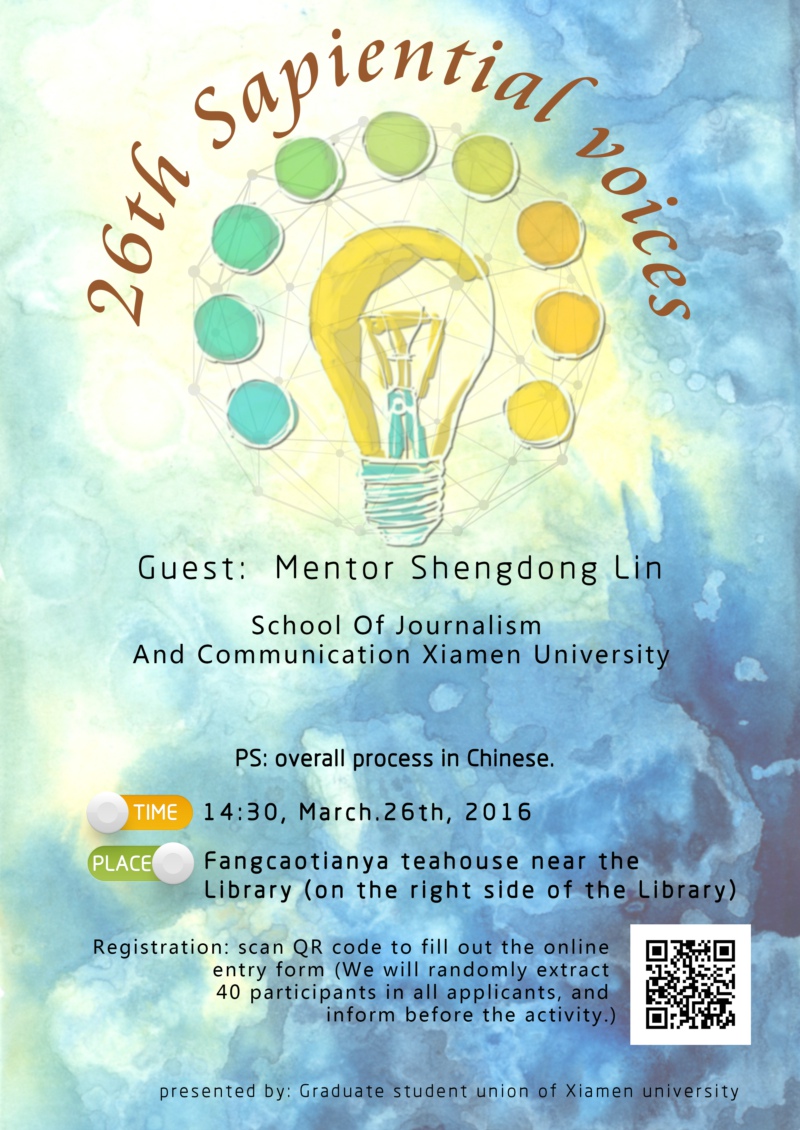 26th Sapiential voices
Guest: Mentor Shengdong Lin
School Of Journalism
And Communication Xiamen University
PS: overall process in Chinese.
TIME 14:30, March.26th, 2016
PLACE Fangcaotianya teahouse near the
Library (on the right side of the Library)
Registration: scan QR code to fill out the online
entry form (We will randomly extract
40 participants in all applicants, and
inform before the activity.)
presented by: Graduate student union of Xiamen university